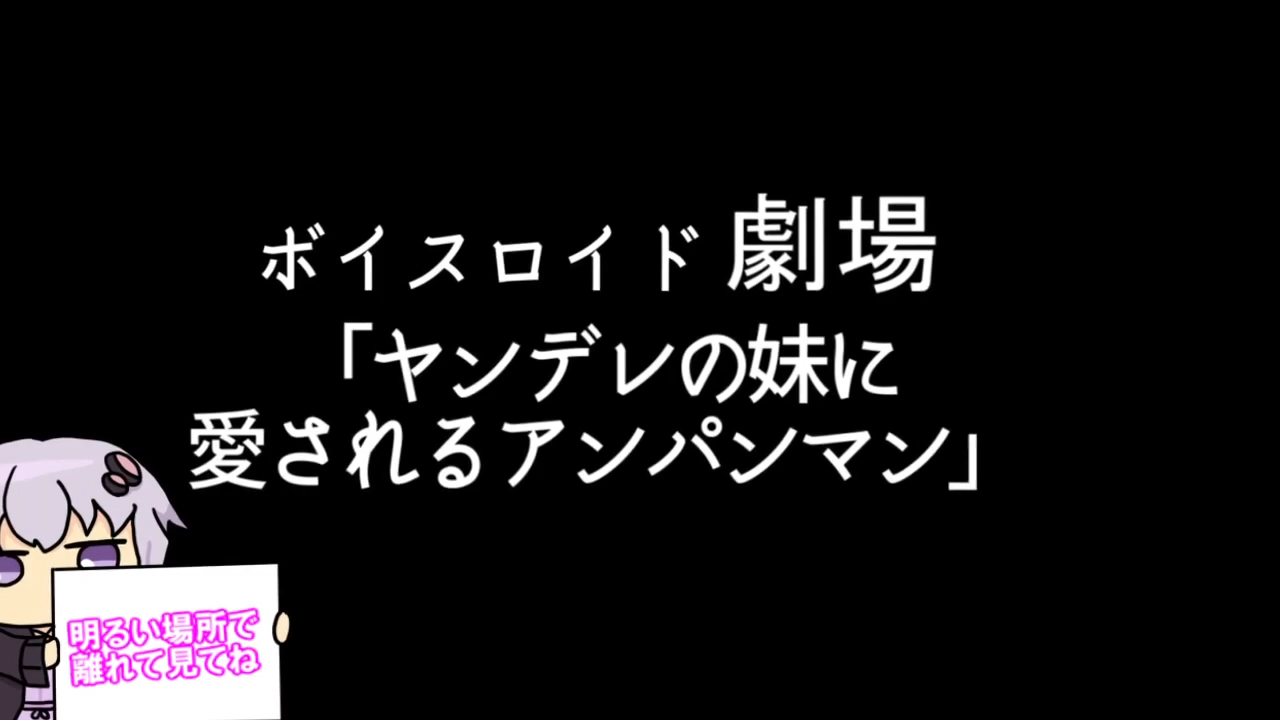 ボイスロイド劇場
「ヤンデレの妹に
愛されるアンパンマン」
明るい場所で
離れて見てね